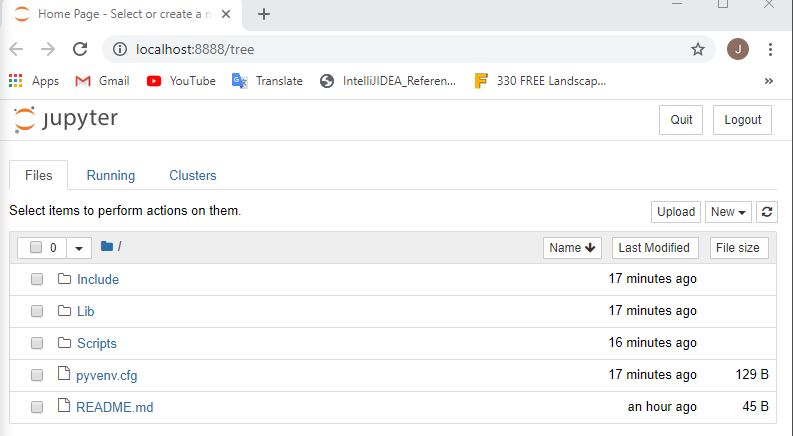 Home Page - Select or create a n
localhost:8888/tree
J
Apps Gmail YouTube Translate IntelliJIDEA_Referen... 330 FREE Landscap... »
jupyter Quit Logout
Files Running Clusters
Select items to perform actions on them. Upload New
0 / Name Last Modified File size
Include 17 minutes ago
Lib 17 minutes ago
Scripts 16 minutes ago
pyvenv.cfg 17 minutes ago 129 B
README.md an hour ago 45 B